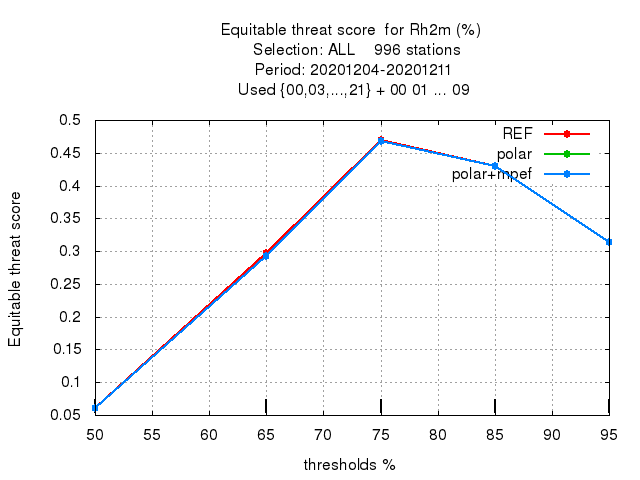 Equitable threat score  for Rh2m (%)
Selection: ALL    996 stations
Period: 20201204-20201211
Used {00,03,...,21} + 00 01 ... 09
REF
polar
polar+mpef
Equitable threat score
0.5
0.45
0.4
0.35
0.3
0.25
0.2
0.15
0.1
0.05
50 55 60 65 70 75 80 85 90 95
thresholds %